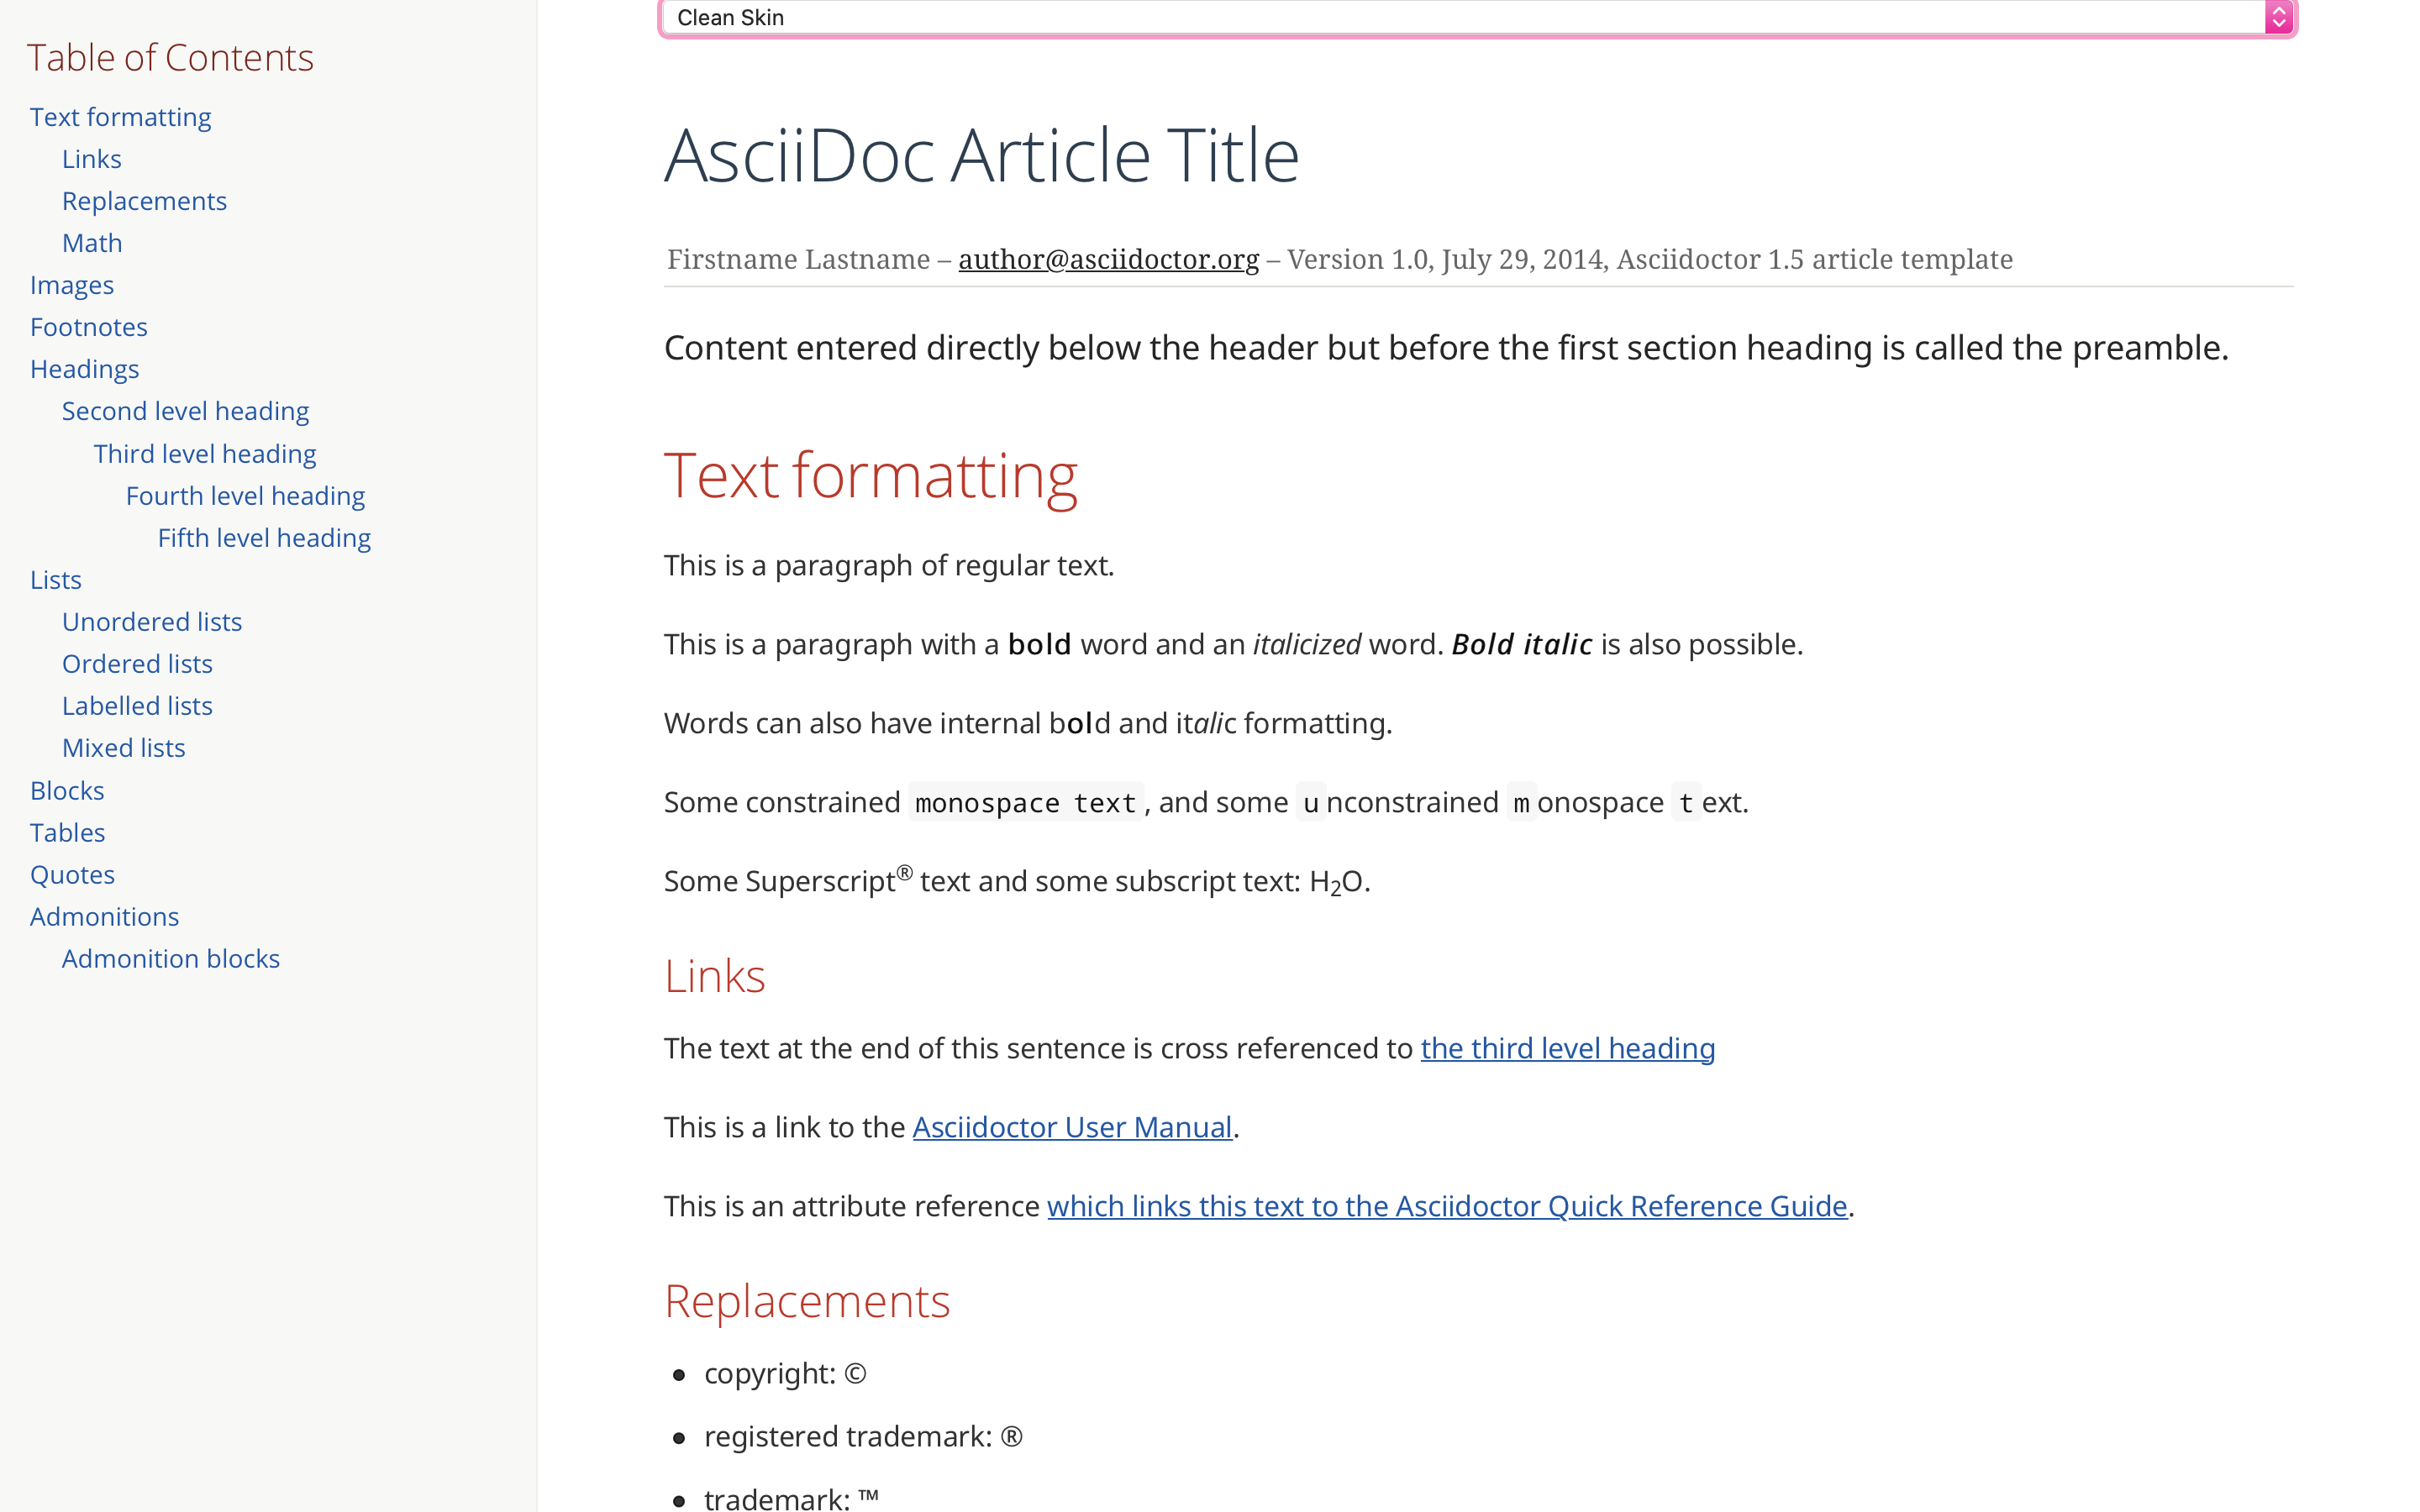 Table of Contents
Text formatting
Links
Replacements
Math
Images
Footnotes
Headings
Second level heading
Third level heading
Fourth level heading
Fifth level heading
Lists
Unordered lists
Ordered lists
Labelled lists
Mixed lists
Blocks
Tables
Quotes
Admonitions
Admonition blocks
Clean Skin
AsciiDoc Article Title
Firstname Lastname – author@asciidoctor.org – Version 1.0, July 29, 2014, Asciidoctor 1.5 article template
Content entered directly below the header but before the first section heading is called the preamble.
Text formatting
This is a paragraph of regular text.
This is a paragraph with a bold word and an italicized word. Bold italic is also possible.
Words can also have internal bold and italic formatting.
Some constrained monospace text, and some unconstrained monospace text.
Some Superscript® text and some subscript text: H₂O.
Links
The text at the end of this sentence is cross referenced to the third level heading
This is a link to the Asciidoctor User Manual.
This is an attribute reference which links this text to the Asciidoctor Quick Reference Guide.
Replacements
copyright: ©
registered trademark: ®
trademark: ™